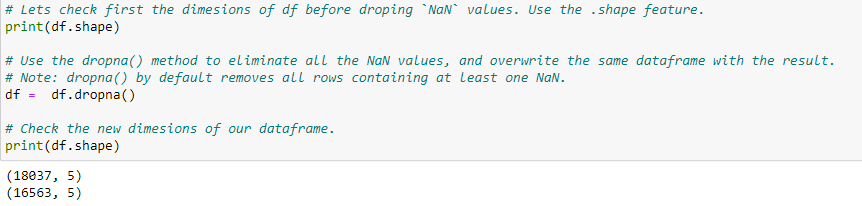 # Lets check first the dimesions of df before droping `NaN` values. Use the .shape feature.
print(df.shape)
# Use the dropna() method to eliminate all the NaN values, and overwrite the same dataframe with the result.
# Note: dropna() by default removes all rows containing at least one NaN.
df =  df.dropna()
# Check the new dimesions of our dataframe.
print(df.shape)
(18037, 5)
(16563, 5)